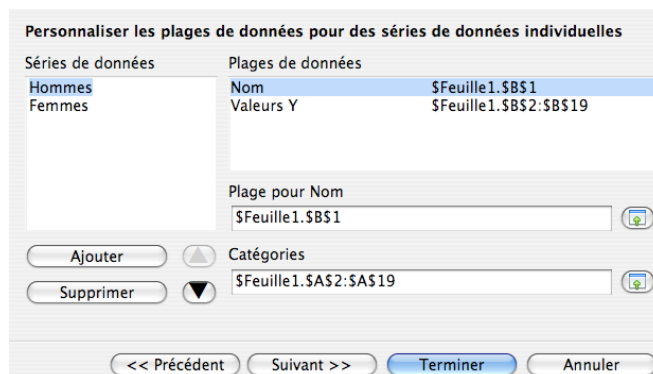 Personnaliser les plages de données pour des séries de données individuelles
Séries de données
Plages de données
Hommes
Femmes
Nom $Feuille1.$B$1
Valeurs Y $Feuille1.$B$2:$B$19
Plage pour Nom
$Feuille1.$B$1
Ajouter
Catégories
Supprimer
$Feuille1.$A$2:$A$19
<< Précédent
Suivant >>
Terminer
Annuler